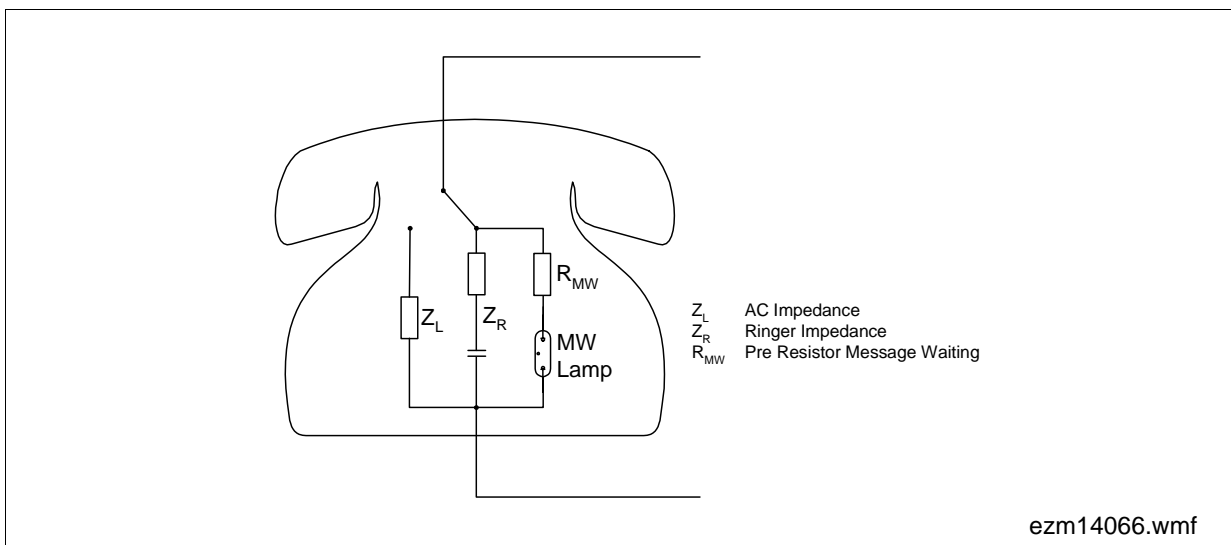 R_MW
Z_L
Z_R
MW
Lamp
Z_L AC Impedance
Z_R Ringer Impedance
R_MW Pre Resistor Message Waiting
ezm14066.wmf